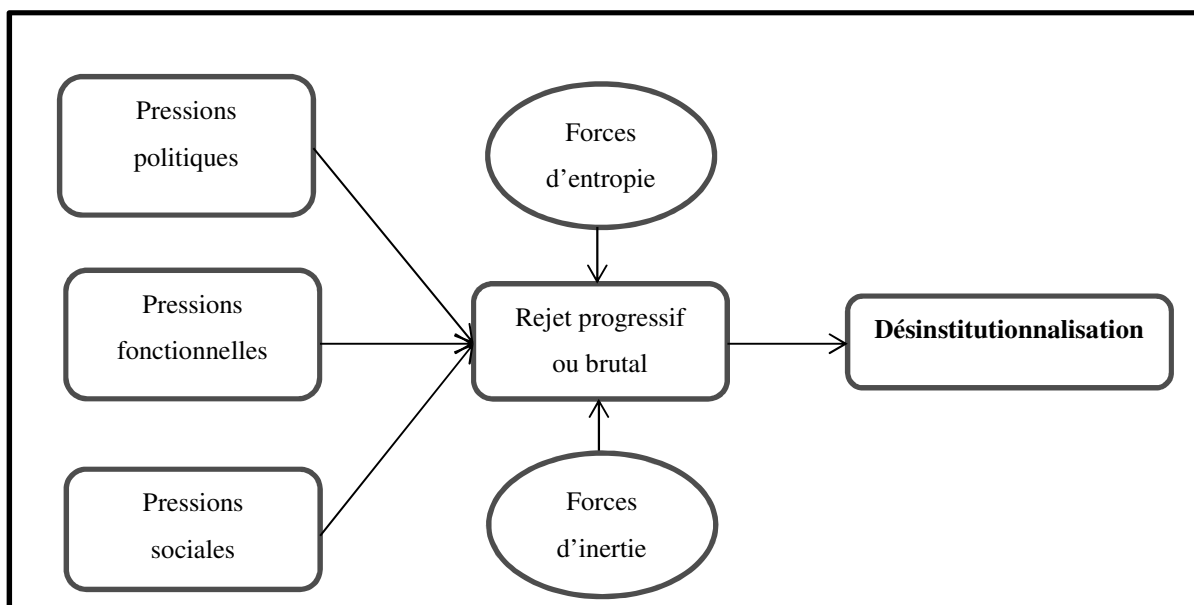 Pressions
politiques
Forces
d’entropie
Pressions
fonctionnelles
Rejet progressif
ou brutal
Désinstitutionnalisation
Pressions
sociales
Forces
d’inertie